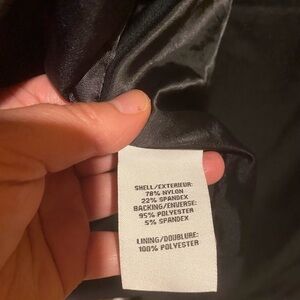 SHELL/EXTERIEUR:
78% NYLON
22% SPANDEX
BACKING/ENVERSE:
95% POLYESTER
5% SPANDEX
LINING/DOUBLURE:
100% POLYESTER